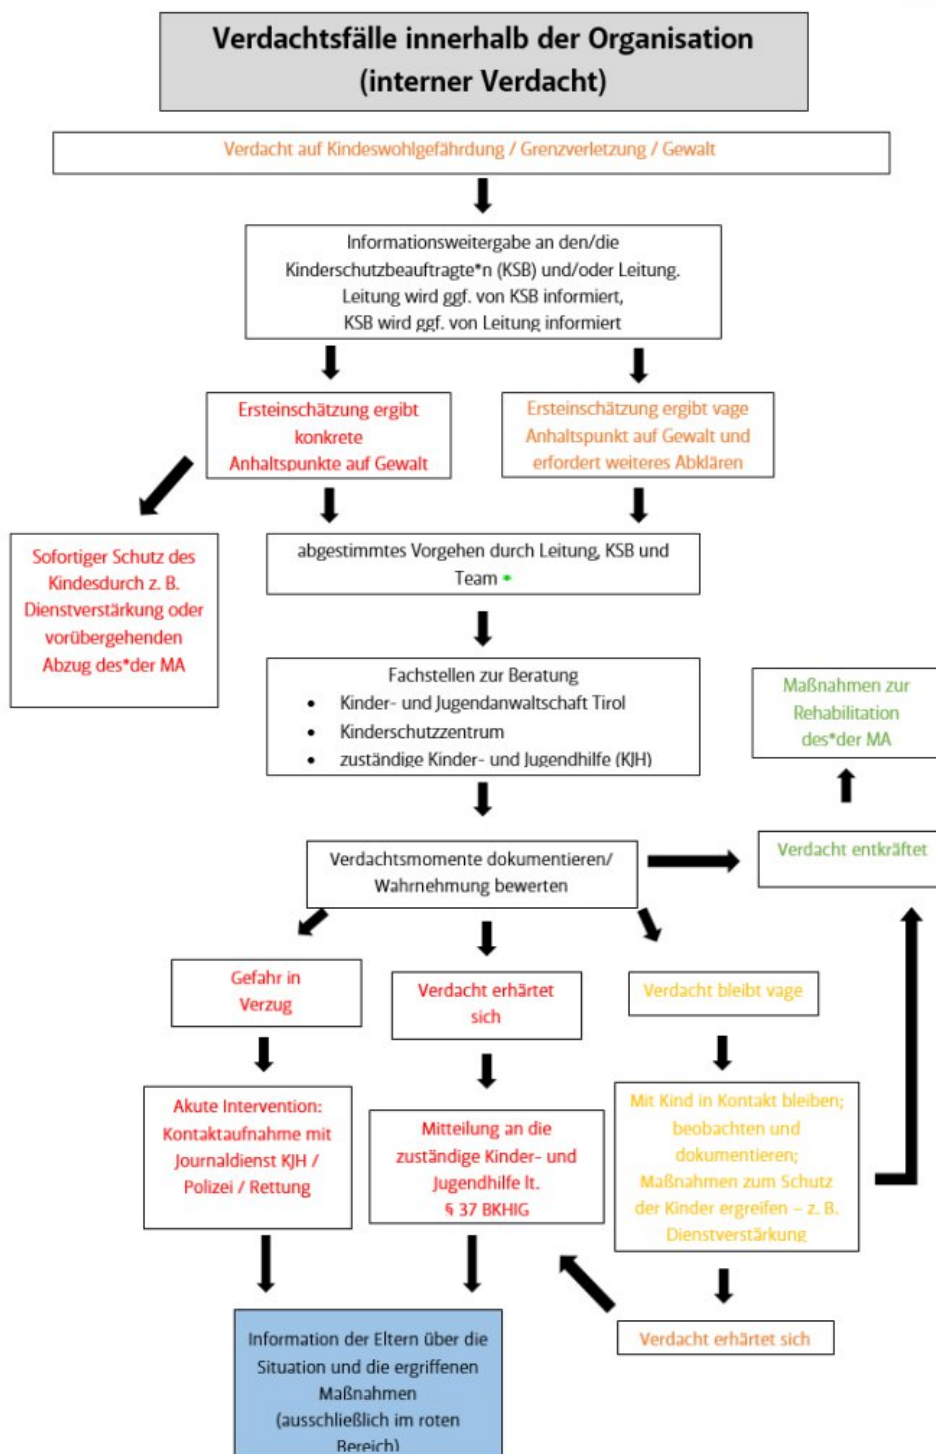 Verdachtsfälle innerhalb der Organisation
(interner Verdacht)
Verdacht auf Kindeswohlgefährdung / Grenzverletzung / Gewalt
Informationsweitergabe an den/die
Kinderschutzbeauftragte*n (KSB) und/oder Leitung.
Leitung wird ggf. von KSB informiert,
KSB wird ggf. von Leitung informiert
Ersteinschätzung ergibt
konkrete
Anhaltspunkte auf Gewalt
Ersteinschätzung ergibt vage
Anhaltspunkt auf Gewalt und
erfordert weiteres Abklären
Sofortiger Schutz des
Kindesdurch z. B.
Dienstverstärkung oder
vorübergehenden
Abzug des*der MA
abgestimmtes Vorgehen durch Leitung, KSB und
Team *
Fachstellen zur Beratung
• Kinder- und Jugendanwaltschaft Tirol
• Kinderschutzzentrum
• zuständige Kinder- und Jugendhilfe (KJH)
Maßnahmen zur
Rehabilitation
des*der MA
Verdacht entkräftet
Verdachtsmomente dokumentieren/
Wahrnehmung bewerten
Gefahr in
Verzug
Verdacht erhärtet
sich
Verdacht bleibt vage
Akute Intervention:
Kontaktaufnahme mit
Journaldienst KJH /
Polizei / Rettung
Mitteilung an die
zuständige Kinder- und
Jugendhilfe lt.
§ 37 BKHIG
Mit Kind in Kontakt bleiben;
beobachten und
dokumentieren;
Maßnahmen zum Schutz
der Kinder ergreifen – z. B.
Dienstverstärkung
Verdacht erhärtet sich
Information der Eltern über die
Situation und die ergriffenen
Maßnahmen
(ausschließlich im roten
Bereich)